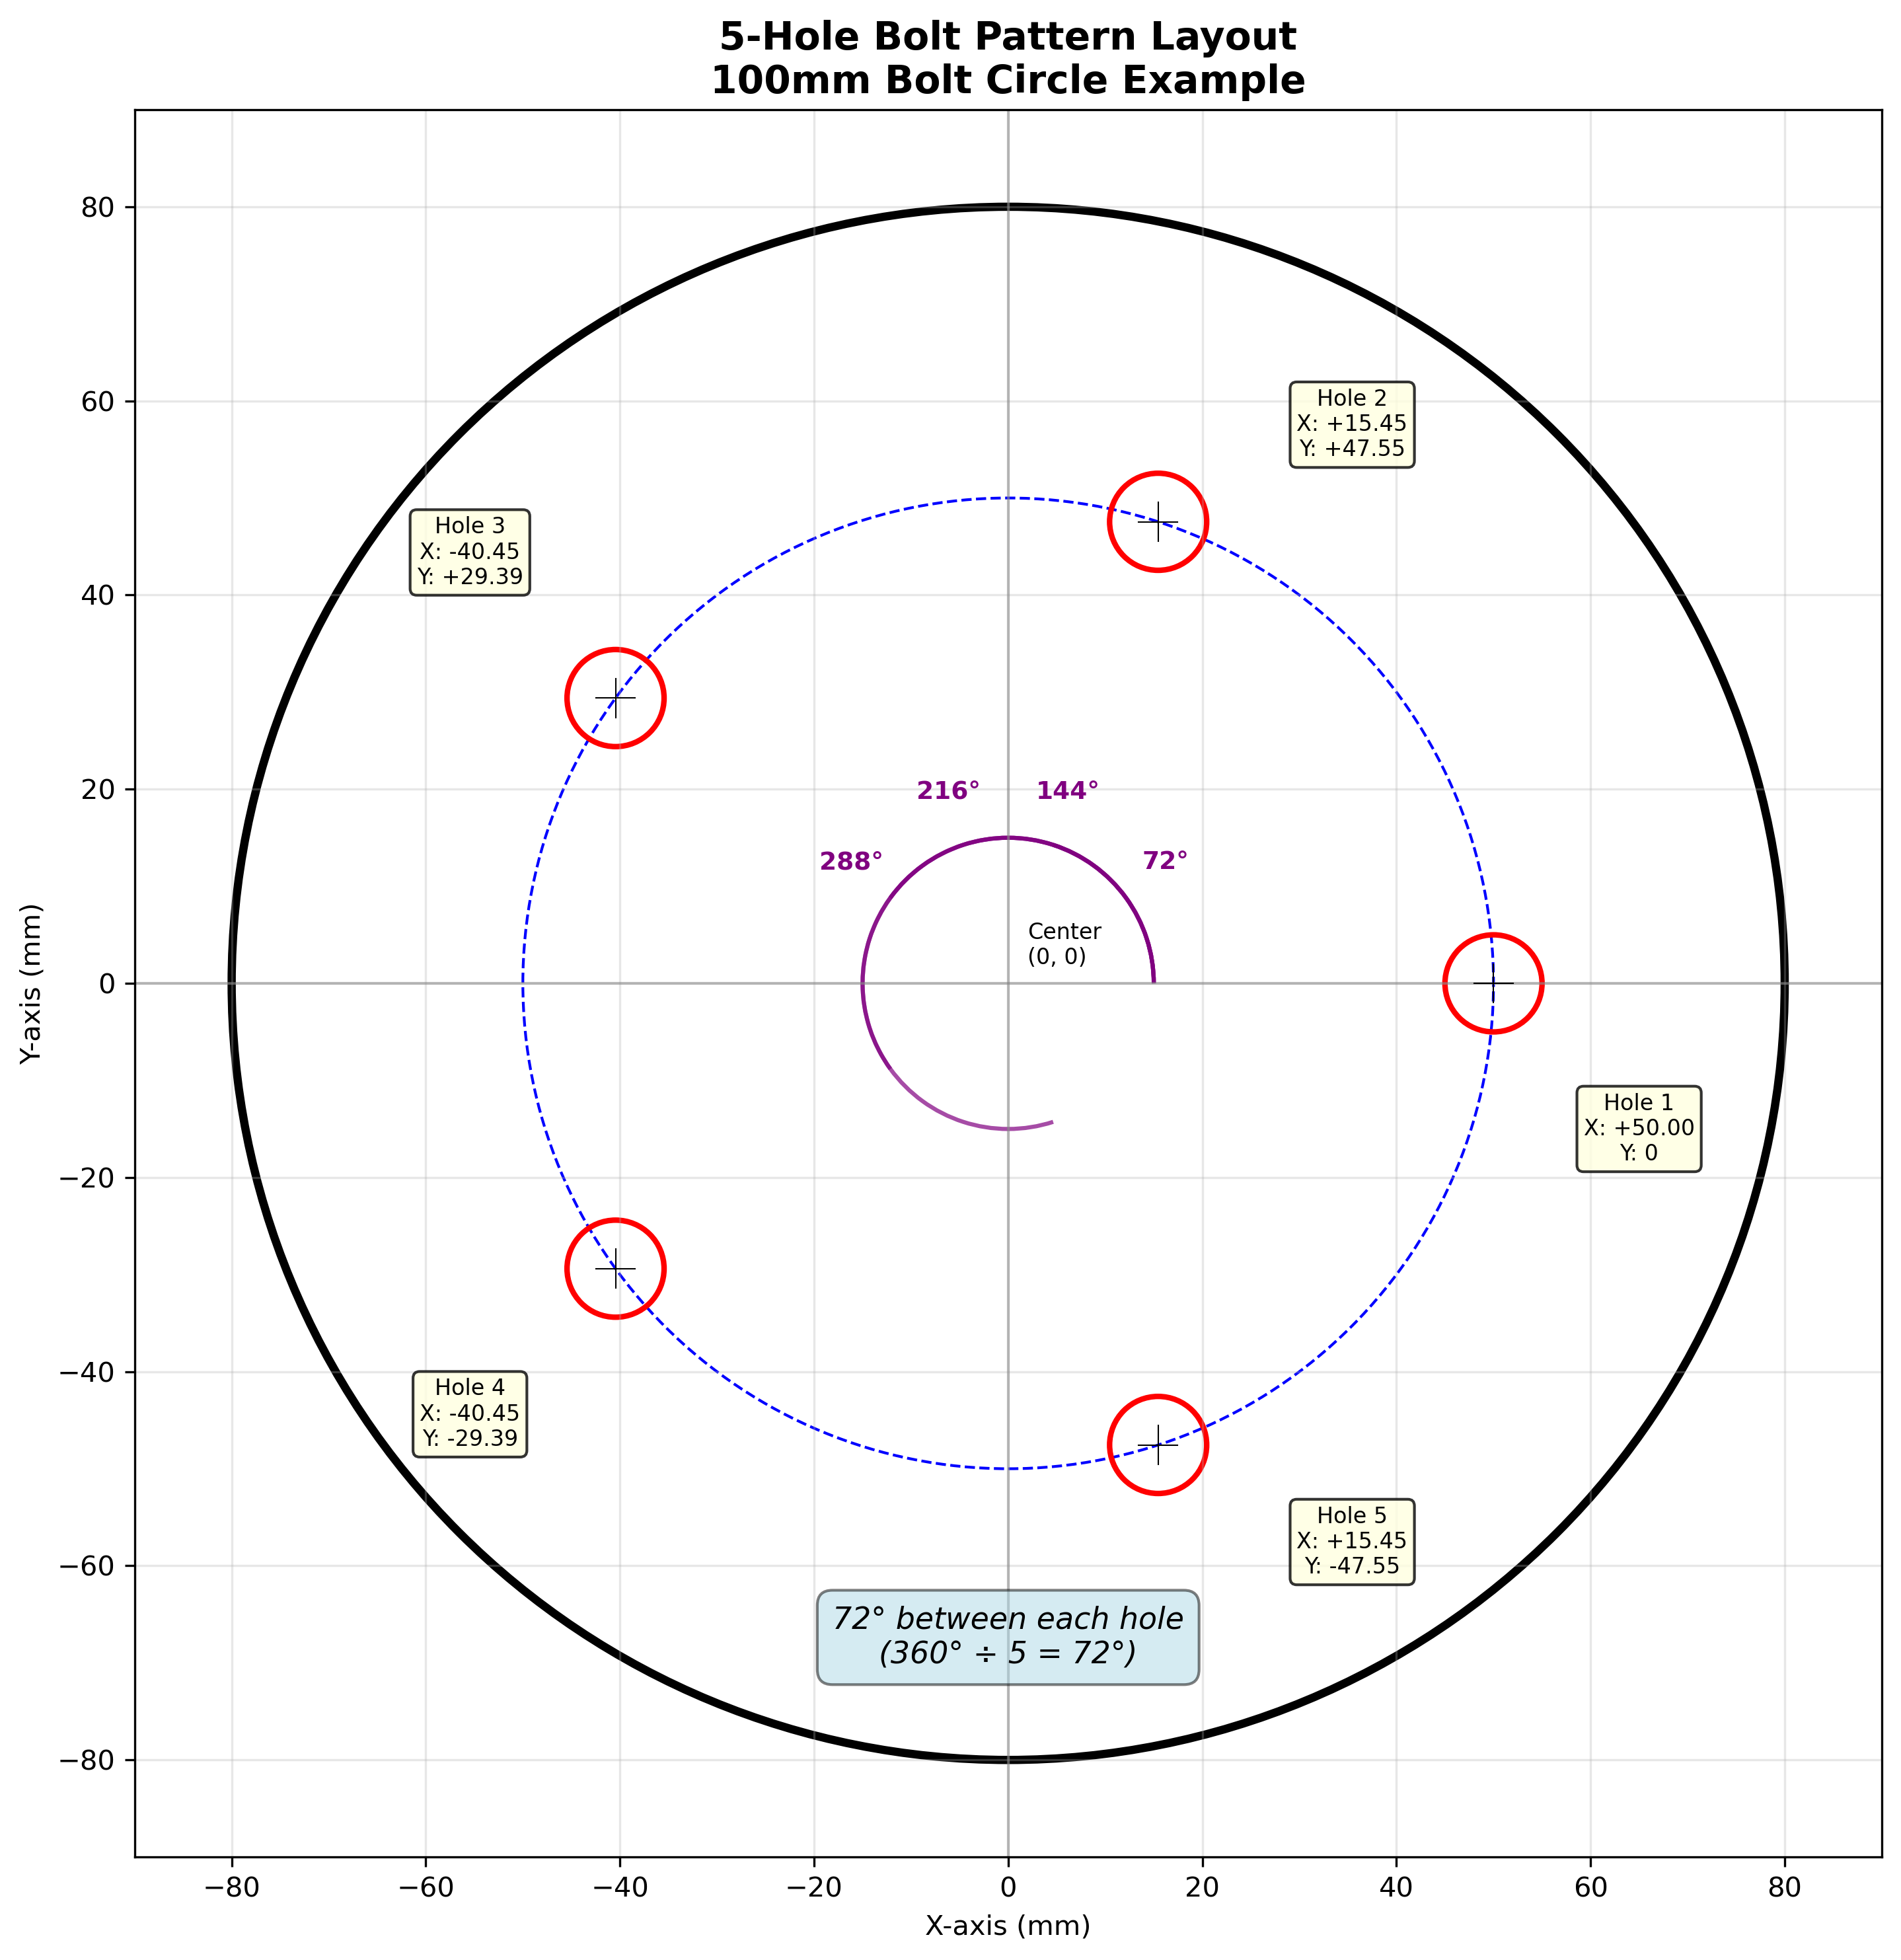 5-Hole Bolt Pattern Layout
100mm Bolt Circle Example
80
60
40
20
0
−20
−40
−60
−80
Y-axis (mm)
Hole 2
X: +15.45
Y: +47.55
Hole 3
X: -40.45
Y: +29.39
216°
144°
288°
72°
Center
(0, 0)
Hole 1
X: +50.00
Y: 0
Hole 4
X: -40.45
Y: -29.39
Hole 5
X: +15.45
Y: -47.55
72° between each hole
(360° ÷ 5 = 72°)
−80
−60
−40
−20
0
20
40
60
80
X-axis (mm)